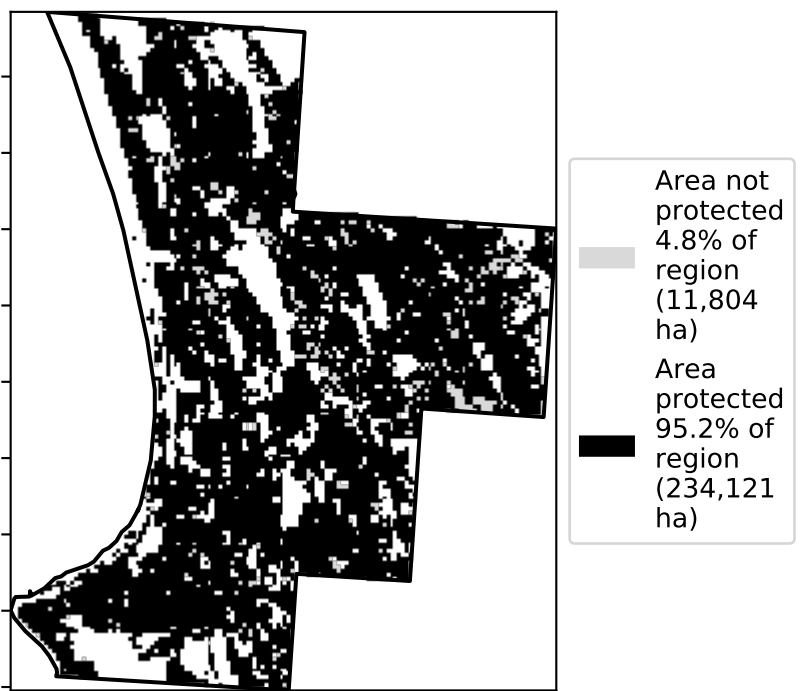 Area not
protected
4.8% of
region
(11,804
ha)
Area
protected
95.2% of
region
(234,121
ha)